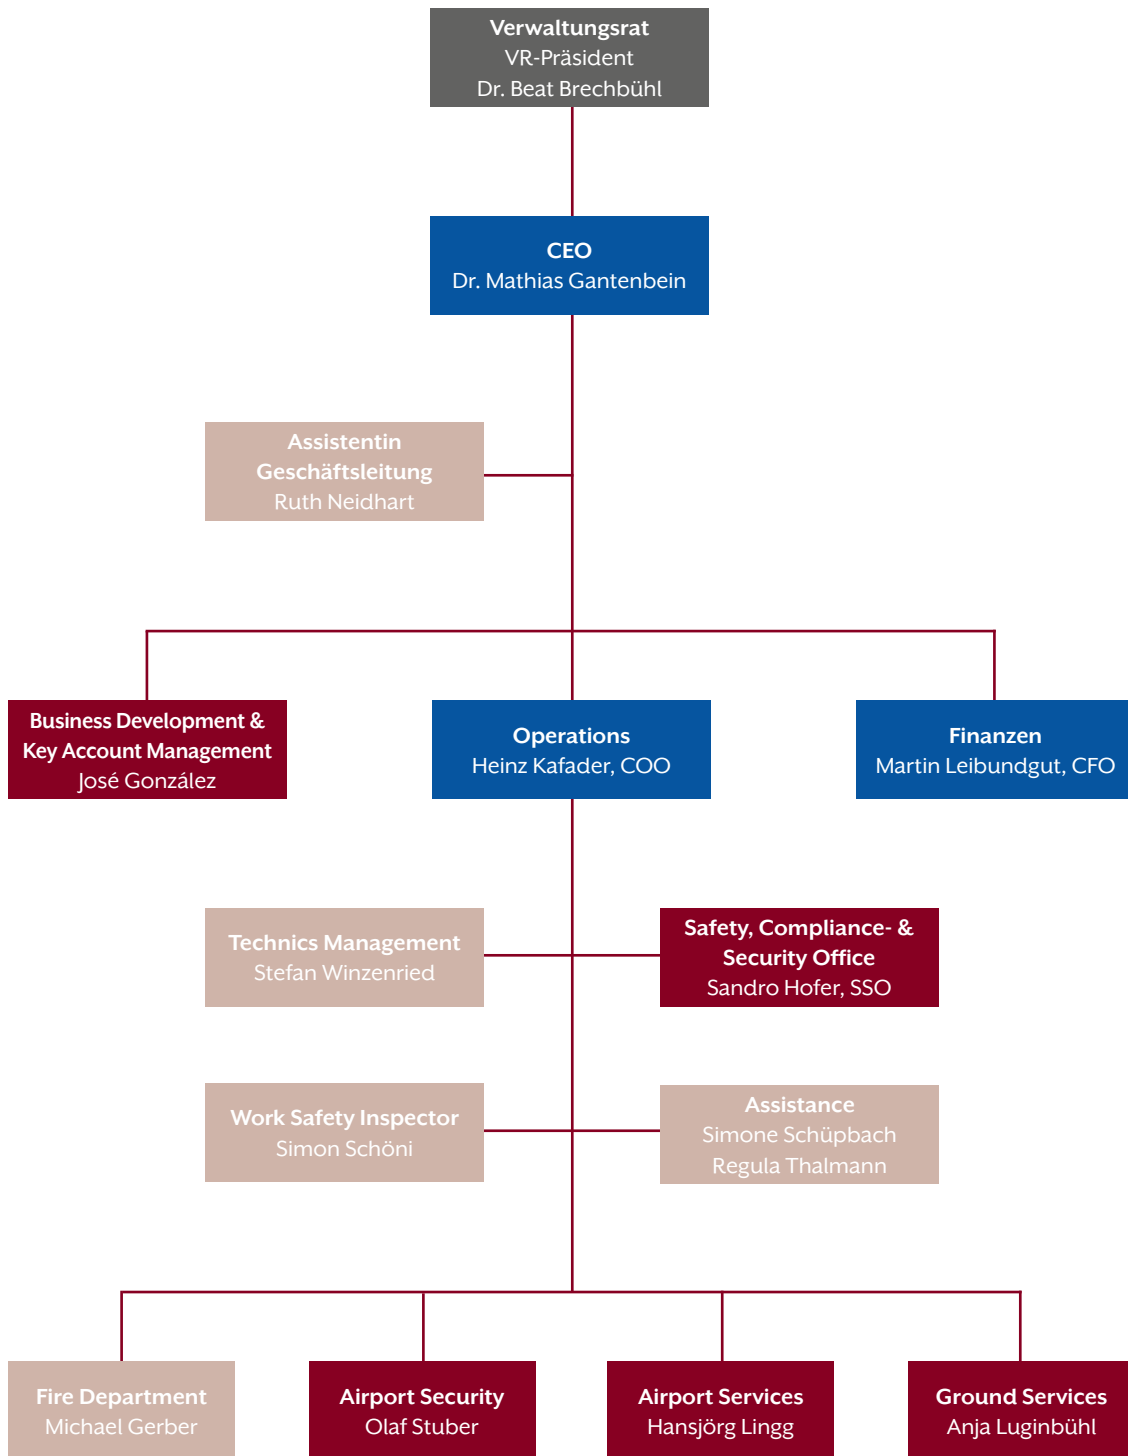 Verwaltungsrat
VR-Präsident
Dr. Beat Brechbühl
CEO
Dr. Mathias Gantenbein
Assistentin
Geschäftsleitung
Ruth Neidhart
Business Development &
Key Account Management
José González
Operations
Heinz Kafader, COO
Finanzen
Martin Leibundgut, CFO
Technics Management
Stefan Winzenried
Safety, Compliance- &
Security Office
Sandro Hofer, SSO
Work Safety Inspector
Simon Schöni
Assistance
Simone Schüpbach
Regula Thalmann
Fire Department
Michael Gerber
Airport Security
Olaf Stuber
Airport Services
Hansjörg Lingg
Ground Services
Anja Luginbühl